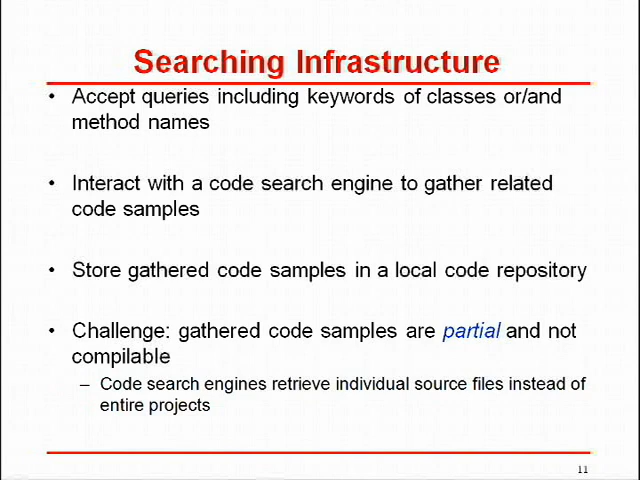 Searching Infrastructure
• Accept queries including keywords of classes or/and
method names
• Interact with a code search engine to gather related
code samples
• Store gathered code samples in a local code repository
• Challenge: gathered code samples are partial and not
compilable
– Code search engines retrieve individual source files instead of
entire projects
11